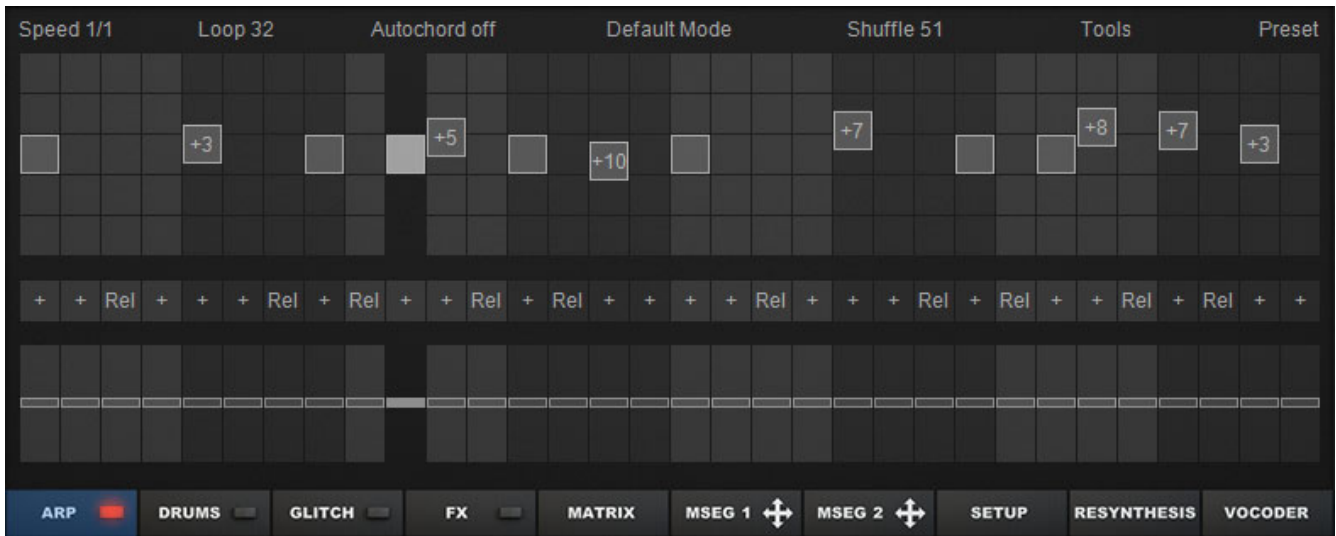 Speed 1/1 Loop 32 Autochord off Default Mode Shuffle 51 Tools Preset
+3 +5 +10 +7 +8 +7 +3
+ + Rel + + + Rel + Rel + + Rel + Rel + + + + Rel + + + Rel + Rel + + Rel + Rel + +
ARP DRUMS GLITCH FX MATRIX MSEG 1 MSEG 2 SETUP RESYNTHESIS VOCODER